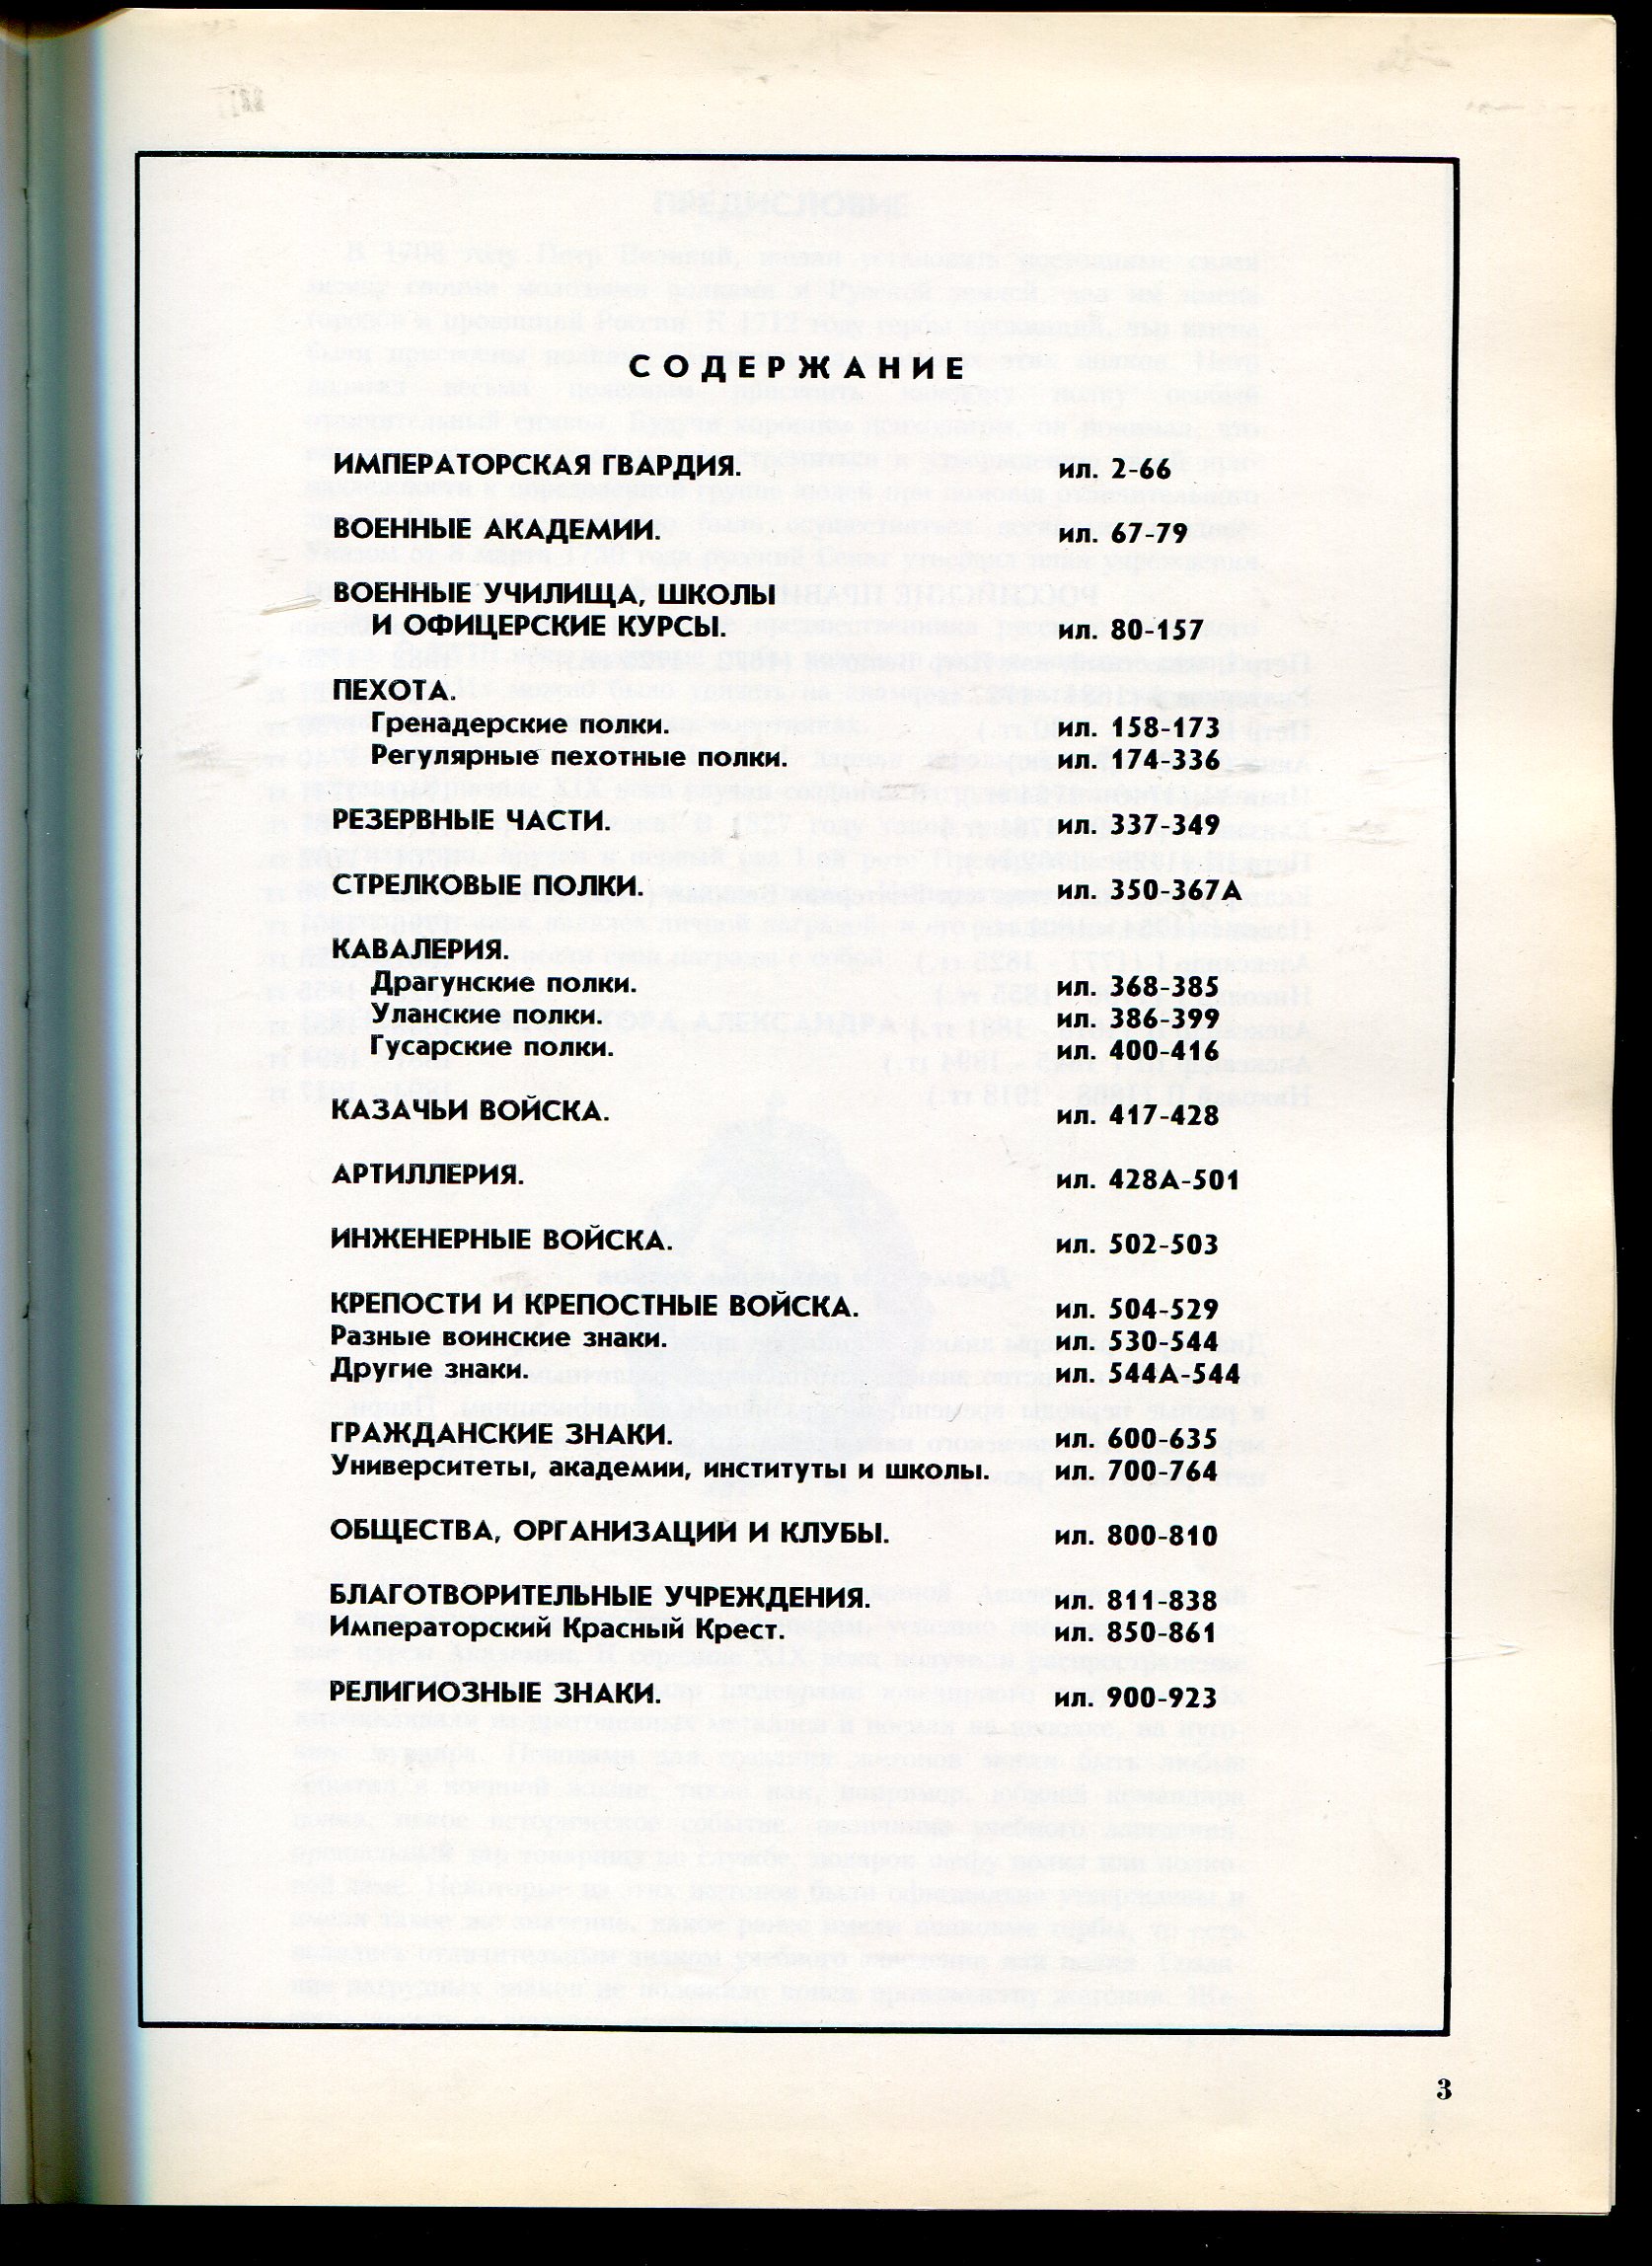 СОДЕРЖАНИЕ
ИМПЕРАТОРСКАЯ ГВАРДИЯ. ил. 2-66
ВОЕННЫЕ АКАДЕМИИ. ил. 67-79
ВОЕННЫЕ УЧИЛИЩА, ШКОЛЫ
И ОФИЦЕРСКИЕ КУРСЫ. ил. 80-157
ПЕХОТА.
Гренадерские полки. ил. 158-173
Регулярные пехотные полки. ил. 174-336
РЕЗЕРВНЫЕ ЧАСТИ. ил. 337-349
СТРЕЛКОВЫЕ ПОЛКИ. ил. 350-367А
КАВАЛЕРИЯ.
Драгунские полки. ил. 368-385
Уланские полки. ил. 386-399
Гусарские полки. ил. 400-416
КАЗАЧЬИ ВОЙСКА. ил. 417-428
АРТИЛЛЕРИЯ. ил. 428А-501
ИНЖЕНЕРНЫЕ ВОЙСКА. ил. 502-503
КРЕПОСТИ И КРЕПОСТНЫЕ ВОЙСКА. ил. 504-529
Разные воинские знаки. ил. 530-544
Другие знаки. ил. 544А-544
ГРАЖДАНСКИЕ ЗНАКИ. ил. 600-635
Университеты, академии, институты и школы. ил. 700-764
ОБЩЕСТВА, ОРГАНИЗАЦИИ И КЛУБЫ. ил. 800-810
БЛАГОТВОРИТЕЛЬНЫЕ УЧРЕЖДЕНИЯ. ил. 811-838
Императорский Красный Крест. ил. 850-861
РЕЛИГИОЗНЫЕ ЗНАКИ. ил. 900-923
3